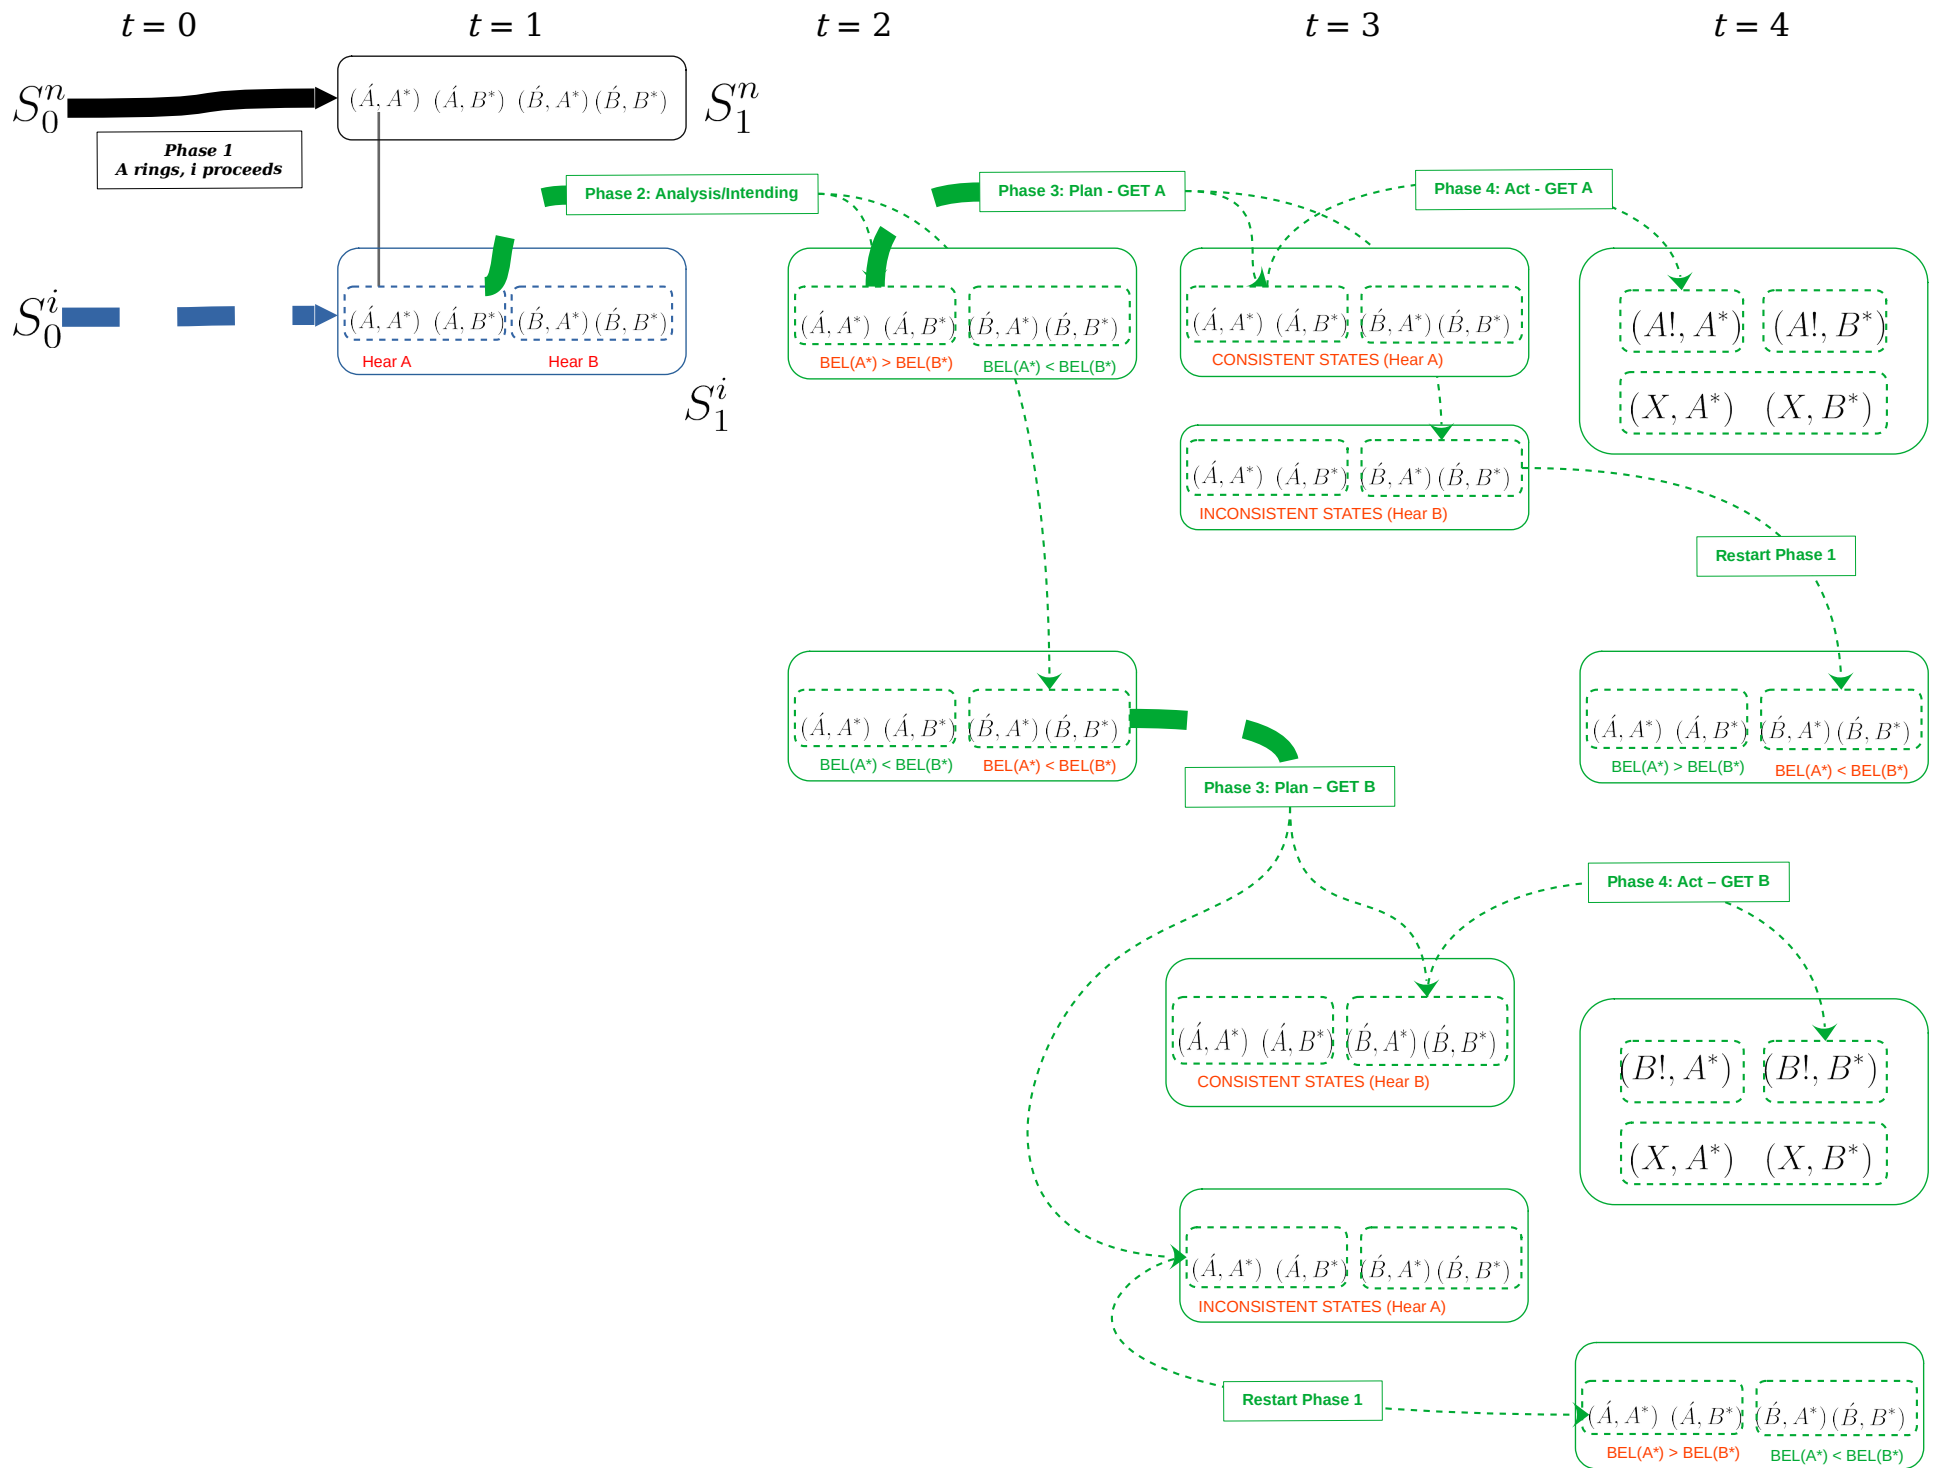 t = 0
t = 1
t = 2
t = 3
t = 4
S_0^n
(Á, A*) (Á, B*) (B́, A*) (B́, B*)
S_1^n
Phase 1
A rings, i proceeds
Phase 2: Analysis/Intending
Phase 3: Plan - GET A
Phase 4: Act - GET A
S_0^i
(Á, A*) (Á, B*) (B́, A*) (B́, B*)
Hear A
Hear B
S_1^i
(Á, A*) (Á, B*) (B́, A*) (B́, B*)
BEL(A*) > BEL(B*)
BEL(A*) < BEL(B*)
(Á, A*) (Á, B*) (B́, A*) (B́, B*)
CONSISTENT STATES (Hear A)
(A!, A*) (A!, B*)
(X, A*) (X, B*)
(Á, A*) (Á, B*) (B́, A*) (B́, B*)
INCONSISTENT STATES (Hear B)
Restart Phase 1
(Á, A*) (Á, B*) (B́, A*) (B́, B*)
BEL(A*) < BEL(B*)
BEL(A*) < BEL(B*)
(Á, A*) (Á, B*) (B́, A*) (B́, B*)
BEL(A*) > BEL(B*)
BEL(A*) < BEL(B*)
Phase 3: Plan – GET B
Phase 4: Act – GET B
(Á, A*) (Á, B*) (B́, A*) (B́, B*)
CONSISTENT STATES (Hear B)
(B!, A*) (B!, B*)
(X, A*) (X, B*)
(Á, A*) (Á, B*) (B́, A*) (B́, B*)
INCONSISTENT STATES (Hear A)
Restart Phase 1
(Á, A*) (Á, B*) (B́, A*) (B́, B*)
BEL(A*) > BEL(B*)
BEL(A*) < BEL(B*)